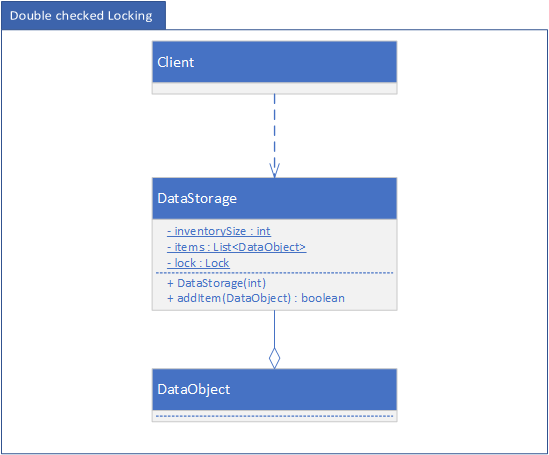 Double checked Locking
Client
DataStorage
- inventorySize : int
- items : List<DataObject>
- lock : Lock
+ DataStorage(int)
+ addItem(DataObject) : boolean
DataObject